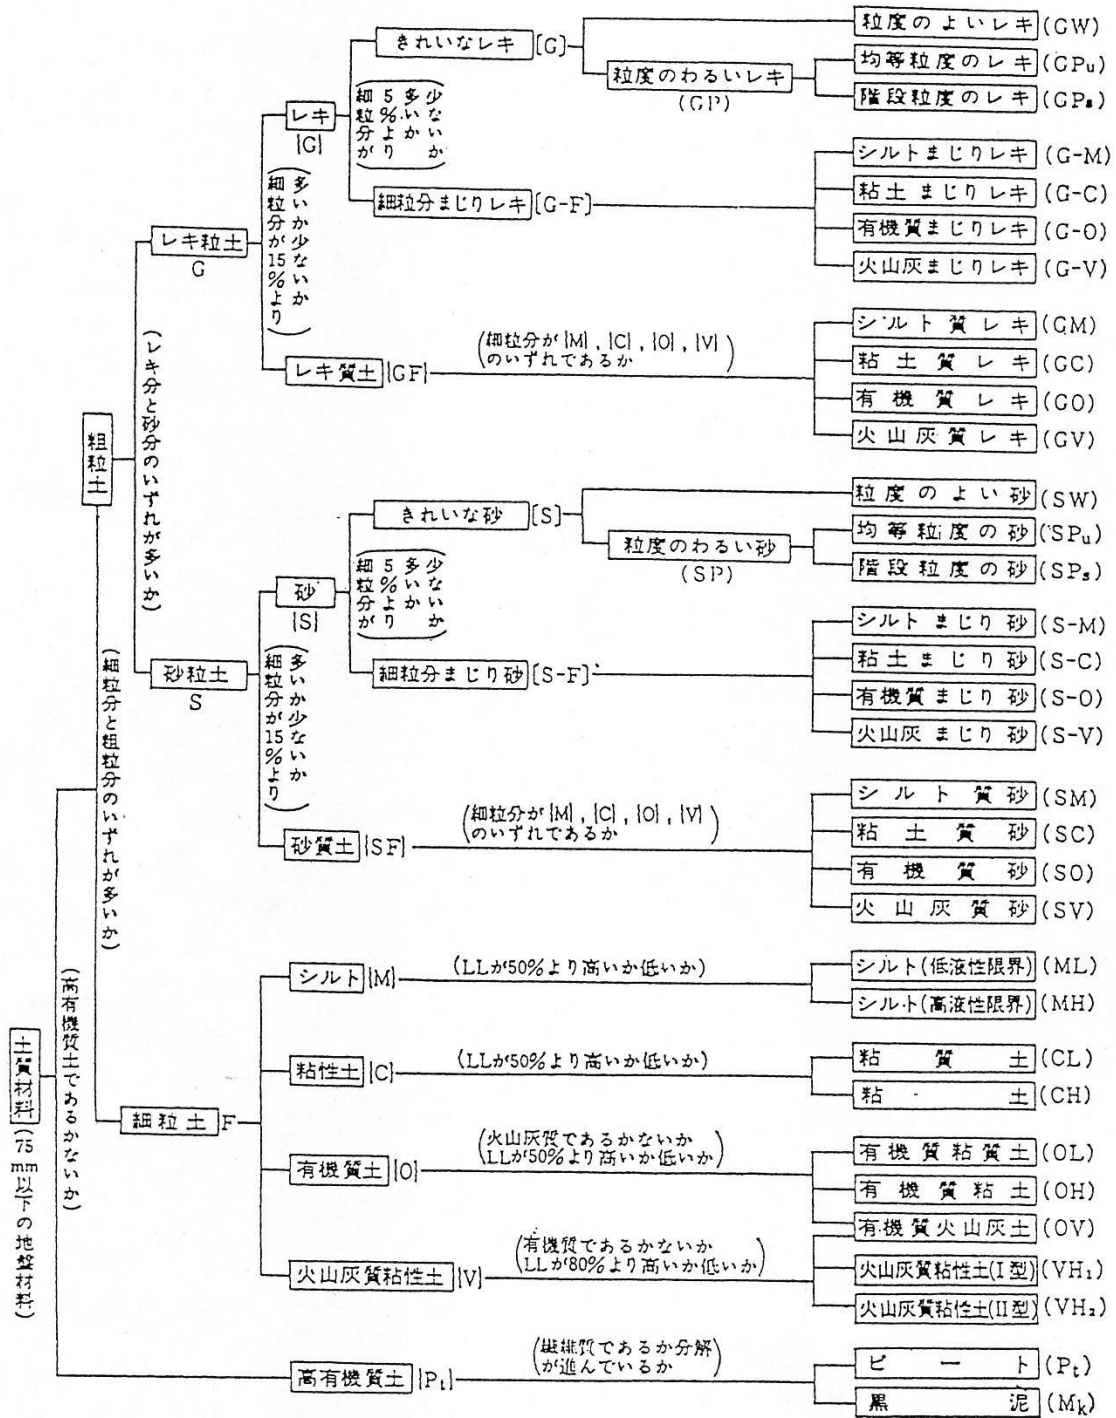 土質材料(75mm以下の地盤材料)
(高有機質土であるかないか)
(細粒分と粗粒分のいずれが多いか)
粗粒土
(レキ分と砂分のいずれが多いか)
レキ粒土
G
(細粒分が15%より多いか少ないか)
レキ
{G}
(細粒分が5%より多いか少ないか)
きれいなレキ [G]
粒度のよいレキ (GW)
粒度のわるいレキ
(GP)
均等粒度のレキ (GPu)
階段粒度のレキ (GPs)
細粒分まじりレキ [G-F]
シルトまじりレキ (G-M)
粘土まじりレキ (G-C)
有機質まじりレキ (G-O)
火山灰まじりレキ (G-V)
レキ質土 {GF}
(細粒分が{M}, {C}, {O}, {V}
のいずれであるか)
シルト質レキ (GM)
粘土質レキ (GC)
有機質レキ (GO)
火山灰質レキ (GV)
砂粒土
S
(細粒分が15%より多いか少ないか)
砂
{S}
(細粒分が5%より多いか少ないか)
きれいな砂 [S]
粒度のよい砂 (SW)
粒度のわるい砂
(SP)
均等粒度の砂 (SPu)
階段粒度の砂 (SPs)
細粒分まじり砂 [S-F]
シルトまじり砂 (S-M)
粘土まじり砂 (S-C)
有機質まじり砂 (S-O)
火山灰まじり砂 (S-V)
砂質土 {SF}
(細粒分が{M}, {C}, {O}, {V}
のいずれであるか)
シルト質砂 (SM)
粘土質砂 (SC)
有機質砂 (SO)
火山灰質砂 (SV)
細粒土 F
シルト {M}
(LLが50%より高いか低いか)
シルト(低液性限界) (ML)
シルト(高液性限界) (MH)
粘性土 {C}
(LLが50%より高いか低いか)
粘質土 (CL)
粘土 (CH)
有機質土 {O}
(火山灰質であるかないか
LLが50%より高いか低いか)
有機質粘質土 (OL)
有機質粘土 (OH)
有機質火山灰土 (OV)
火山灰質粘性土 {V}
(有機質であるかないか
LLが80%より高いか低いか)
火山灰質粘性土(I型) (VH₁)
火山灰質粘性土(II型) (VH₂)
高有機質土 {Pt}
(繊維質であるか分解
が進んでいるか)
ピート (Pt)
黒泥 (Mk)